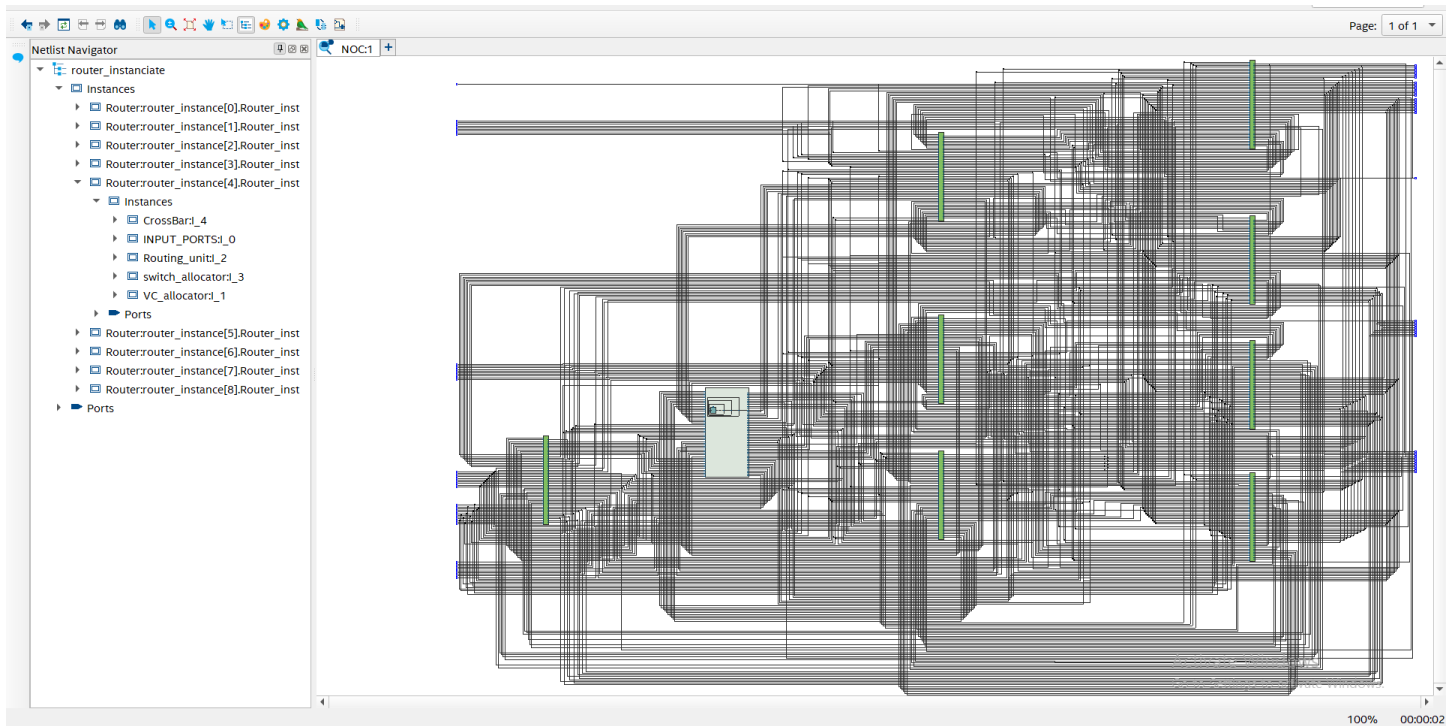 Page: 1 of 1
Netlist Navigator
NOC:1
router_instanciate
Instances
Router:router_instance[0].Router_inst
Router:router_instance[1].Router_inst
Router:router_instance[2].Router_inst
Router:router_instance[3].Router_inst
Router:router_instance[4].Router_inst
Instances
CrossBar:I_4
INPUT_PORTS:I_0
Routing_unit:I_2
switch_allocator:I_3
VC_allocator:I_1
Ports
Router:router_instance[5].Router_inst
Router:router_instance[6].Router_inst
Router:router_instance[7].Router_inst
Router:router_instance[8].Router_inst
Ports
Windows.
100% 00:00:02